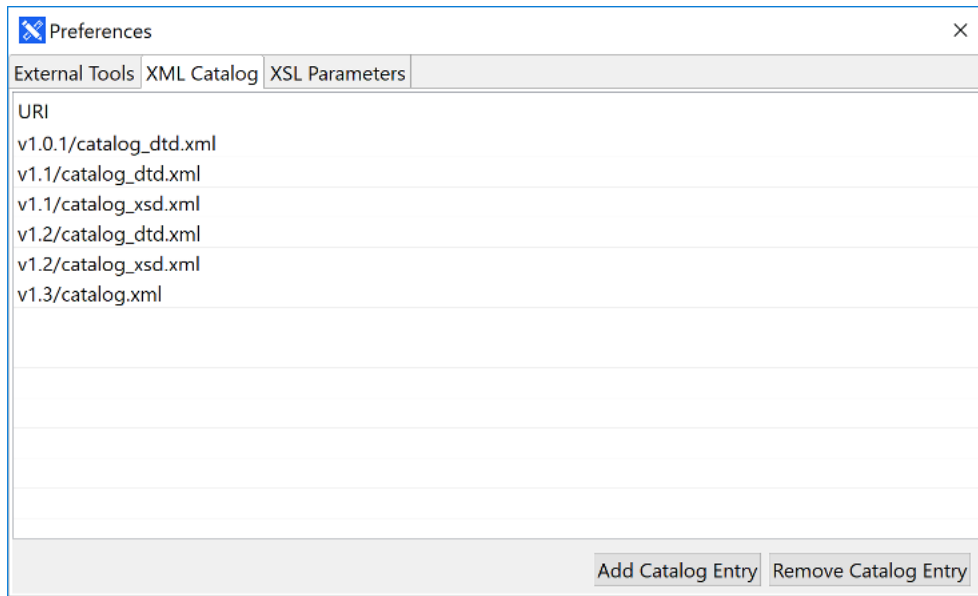 Preferences
External Tools XML Catalog XSL Parameters
URI
v1.0.1/catalog_dtd.xml
v1.1/catalog_dtd.xml
v1.1/catalog_xsd.xml
v1.2/catalog_dtd.xml
v1.2/catalog_xsd.xml
v1.3/catalog.xml
Add Catalog Entry Remove Catalog Entry